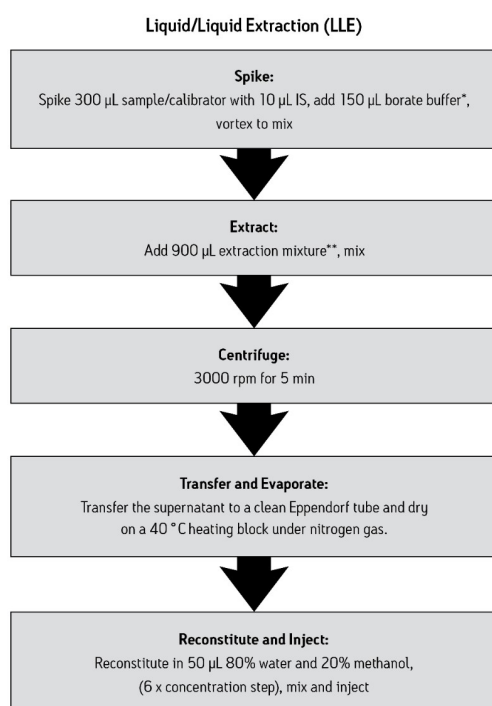 Liquid/Liquid Extraction (LLE)
Spike:
Spike 300 µL sample/calibrator with 10 µL IS, add 150 µL borate buffer*,
vortex to mix
Extract:
Add 900 µL extraction mixture**, mix
Centrifuge:
3000 rpm for 5 min
Transfer and Evaporate:
Transfer the supernatant to a clean Eppendorf tube and dry
on a 40 °C heating block under nitrogen gas.
Reconstitute and Inject:
Reconstitute in 50 µL 80% water and 20% methanol,
(6 x concentration step), mix and inject